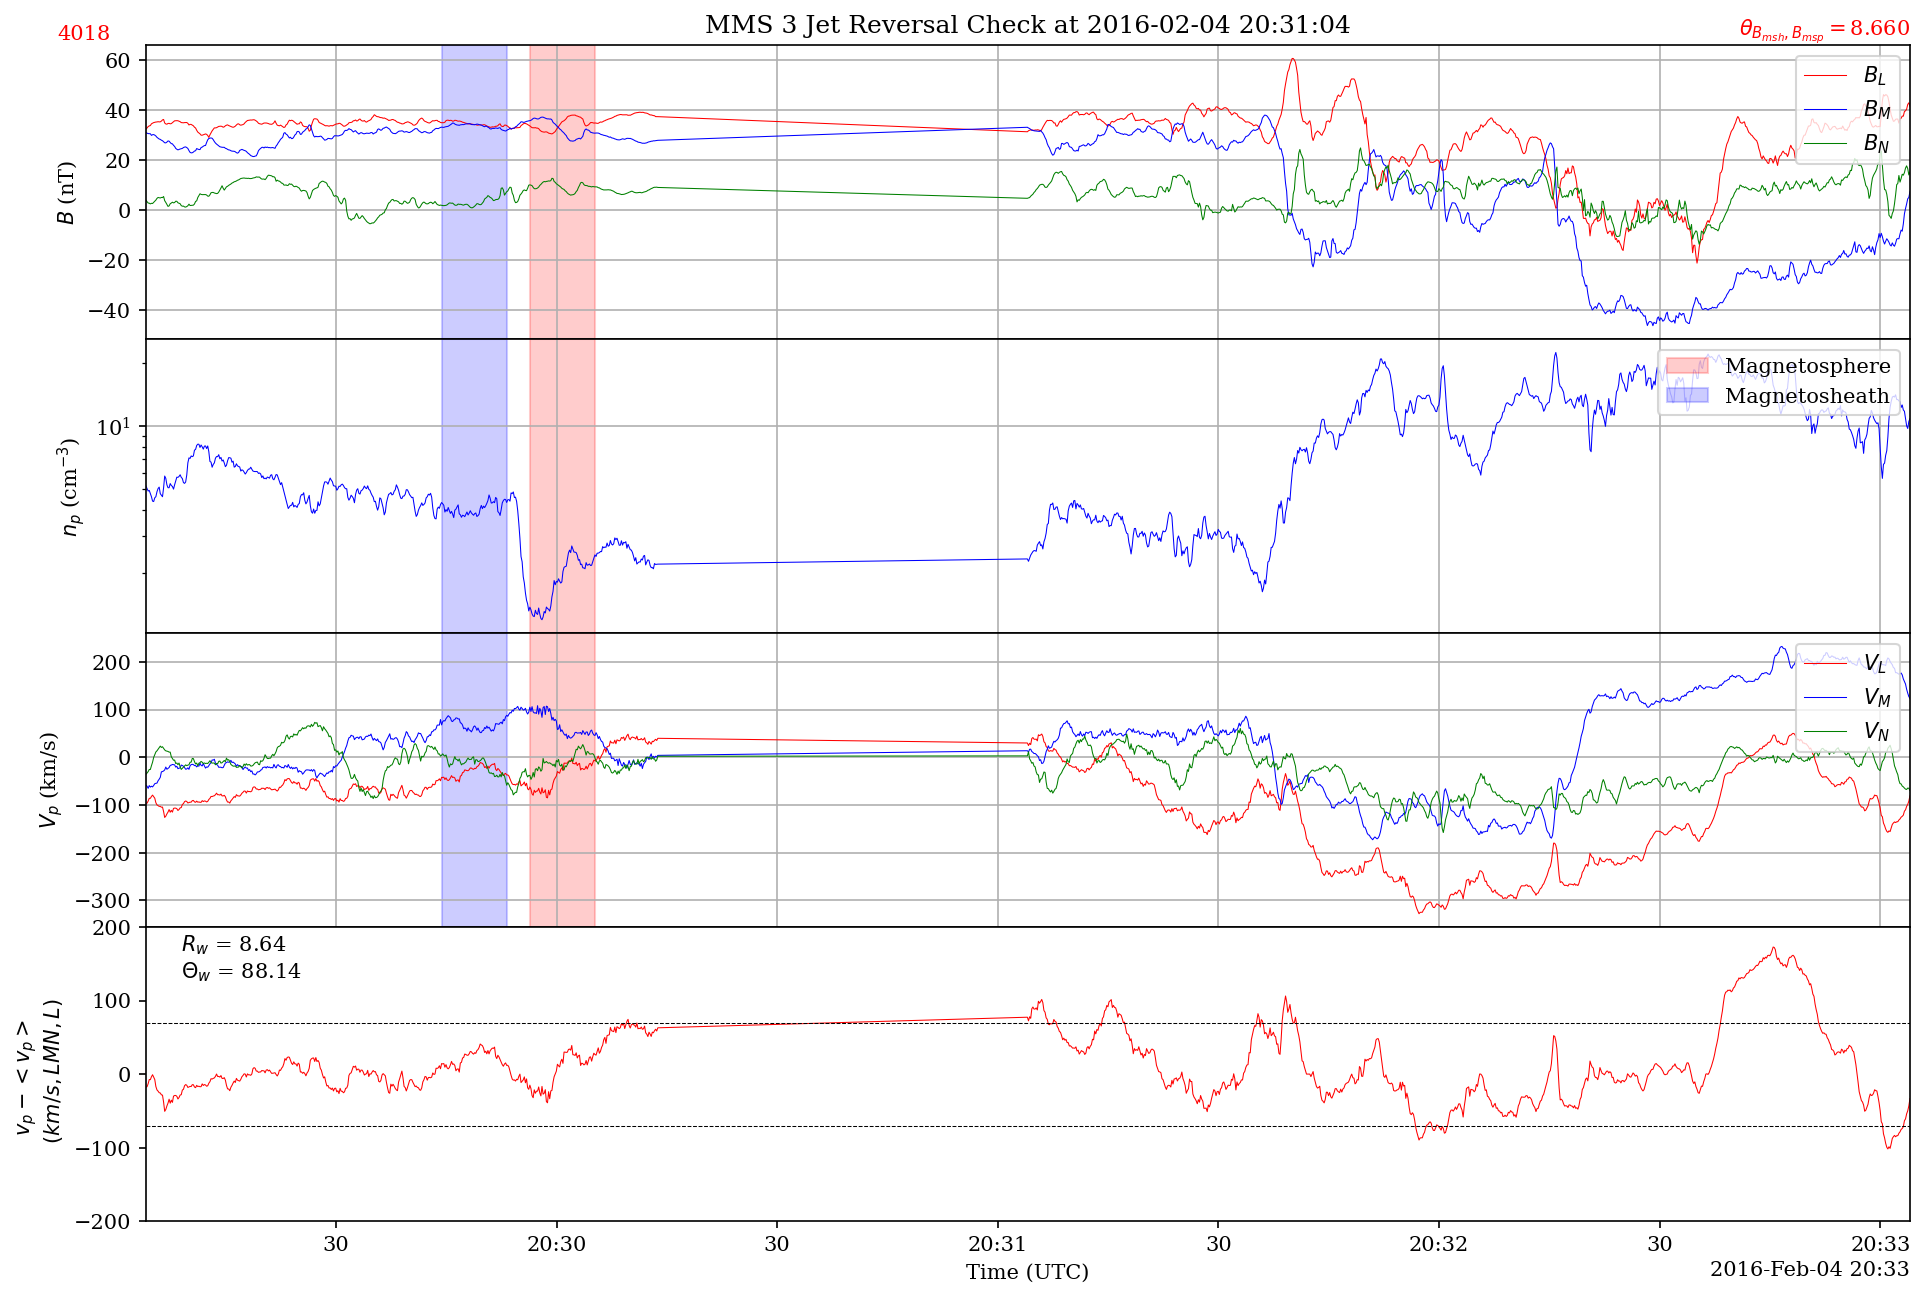 4018
MMS 3 Jet Reversal Check at 2016-02-04 20:31:04
θ_{B_{msh}, B_{msp}} = 8.660
60
40
20
0
−20
−40
B (nT)
B_L
B_M
B_N
10^1
n_p (cm^{−3})
Magnetosphere
Magnetosheath
200
100
0
−100
−200
−300
V_p (km/s)
V_L
V_M
V_N
200
100
0
−100
−200
v_p − < v_p >
(km/s, LMN, L)
R_w = 8.64
Θ_w = 88.14
30
20:30
30
20:31
30
20:32
30
20:33
Time (UTC)
2016-Feb-04 20:33